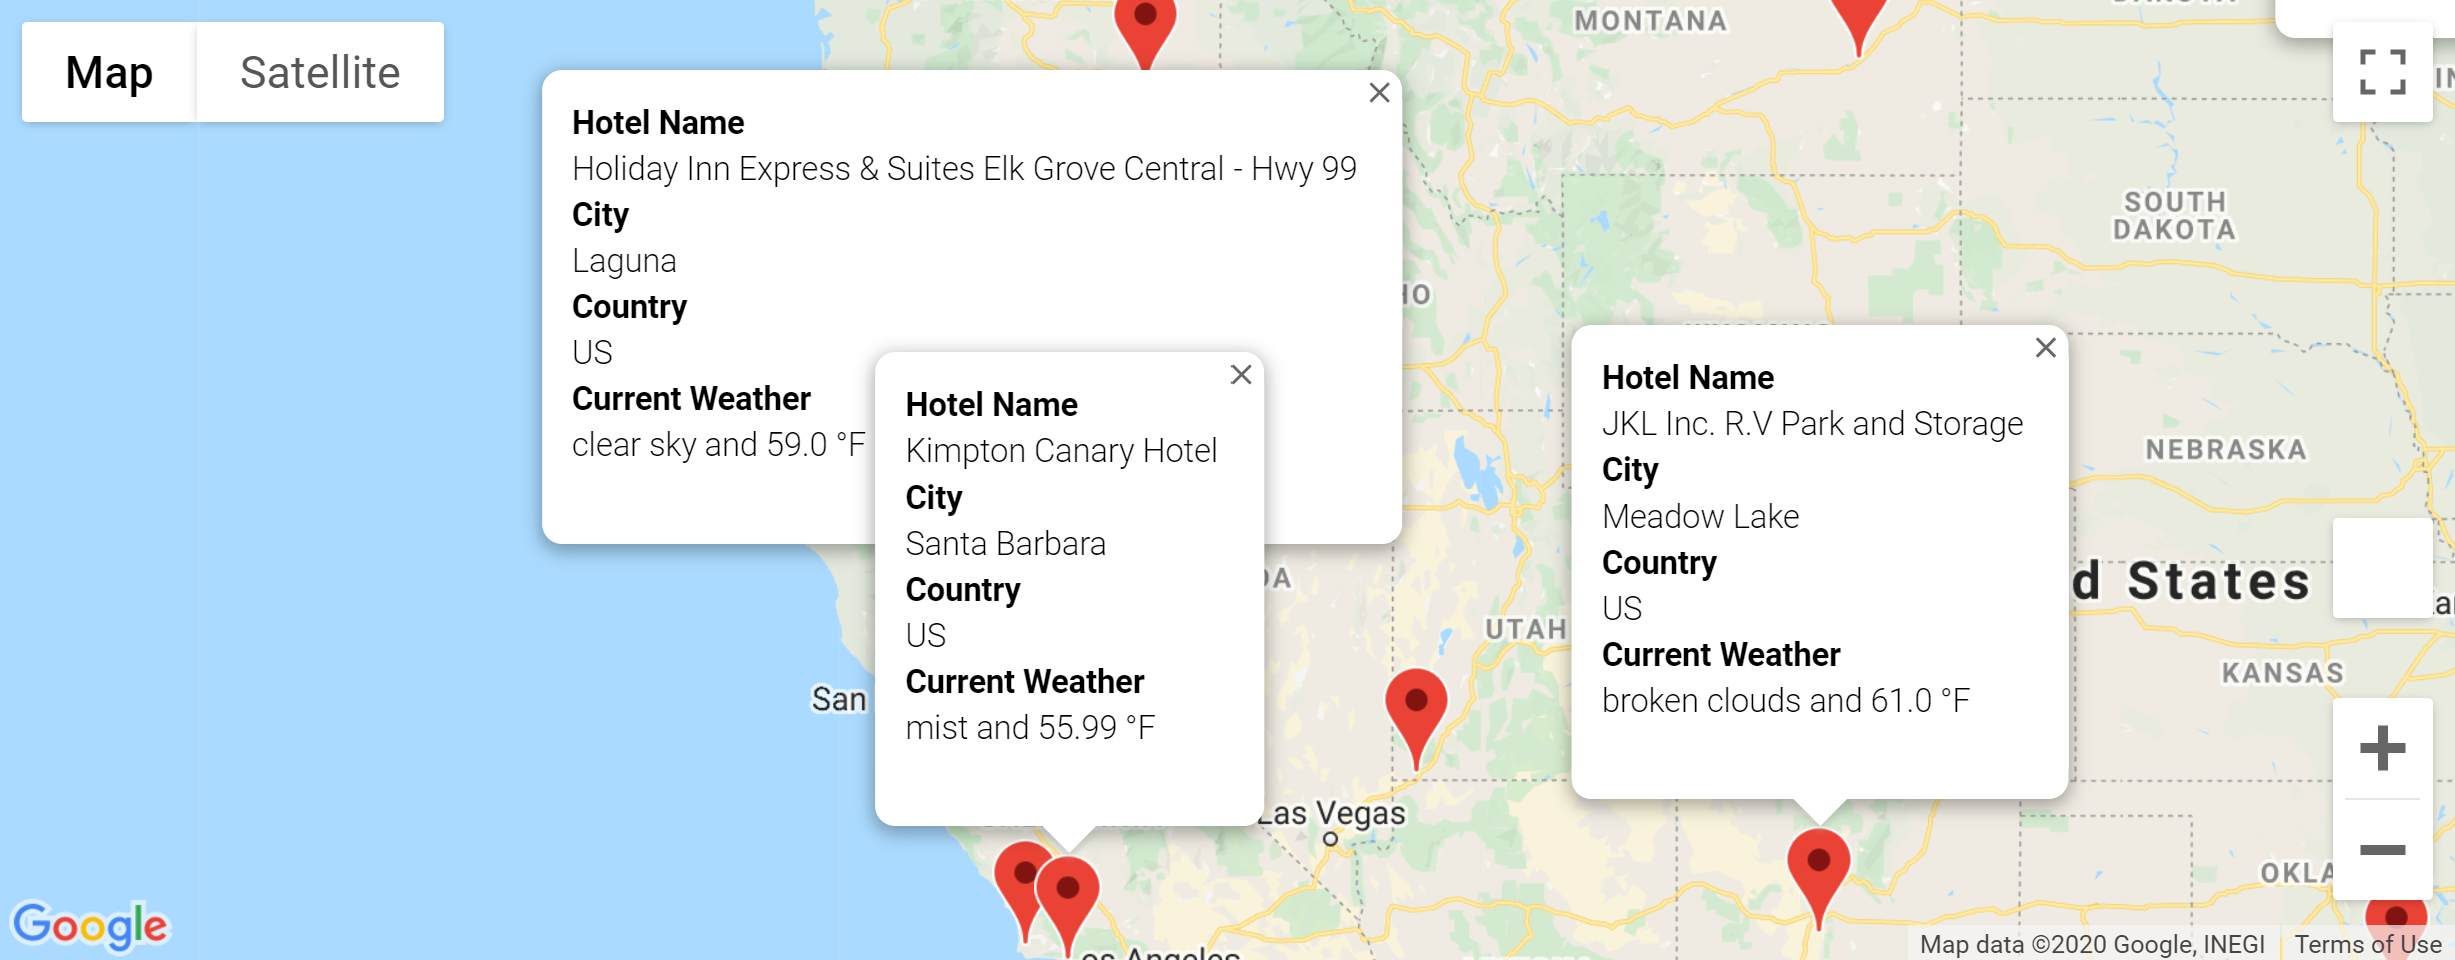 Map
Satellite
MONTANA
Hotel Name
Holiday Inn Express & Suites Elk Grove Central - Hwy 99
City
Laguna
Country
US
Current Weather
clear sky and 59.0 °F
Hotel Name
Kimpton Canary Hotel
City
Santa Barbara
Country
US
Current Weather
mist and 55.99 °F
Hotel Name
JKL Inc. R.V Park and Storage
City
Meadow Lake
Country
US
Current Weather
broken clouds and 61.0 °F
SOUTH
DAKOTA
NEBRASKA
d States
UTAH
KANSAS
San
Las Vegas
OKLA
os Angeles
Google
Map data ©2020 Google, INEGI
Terms of Use